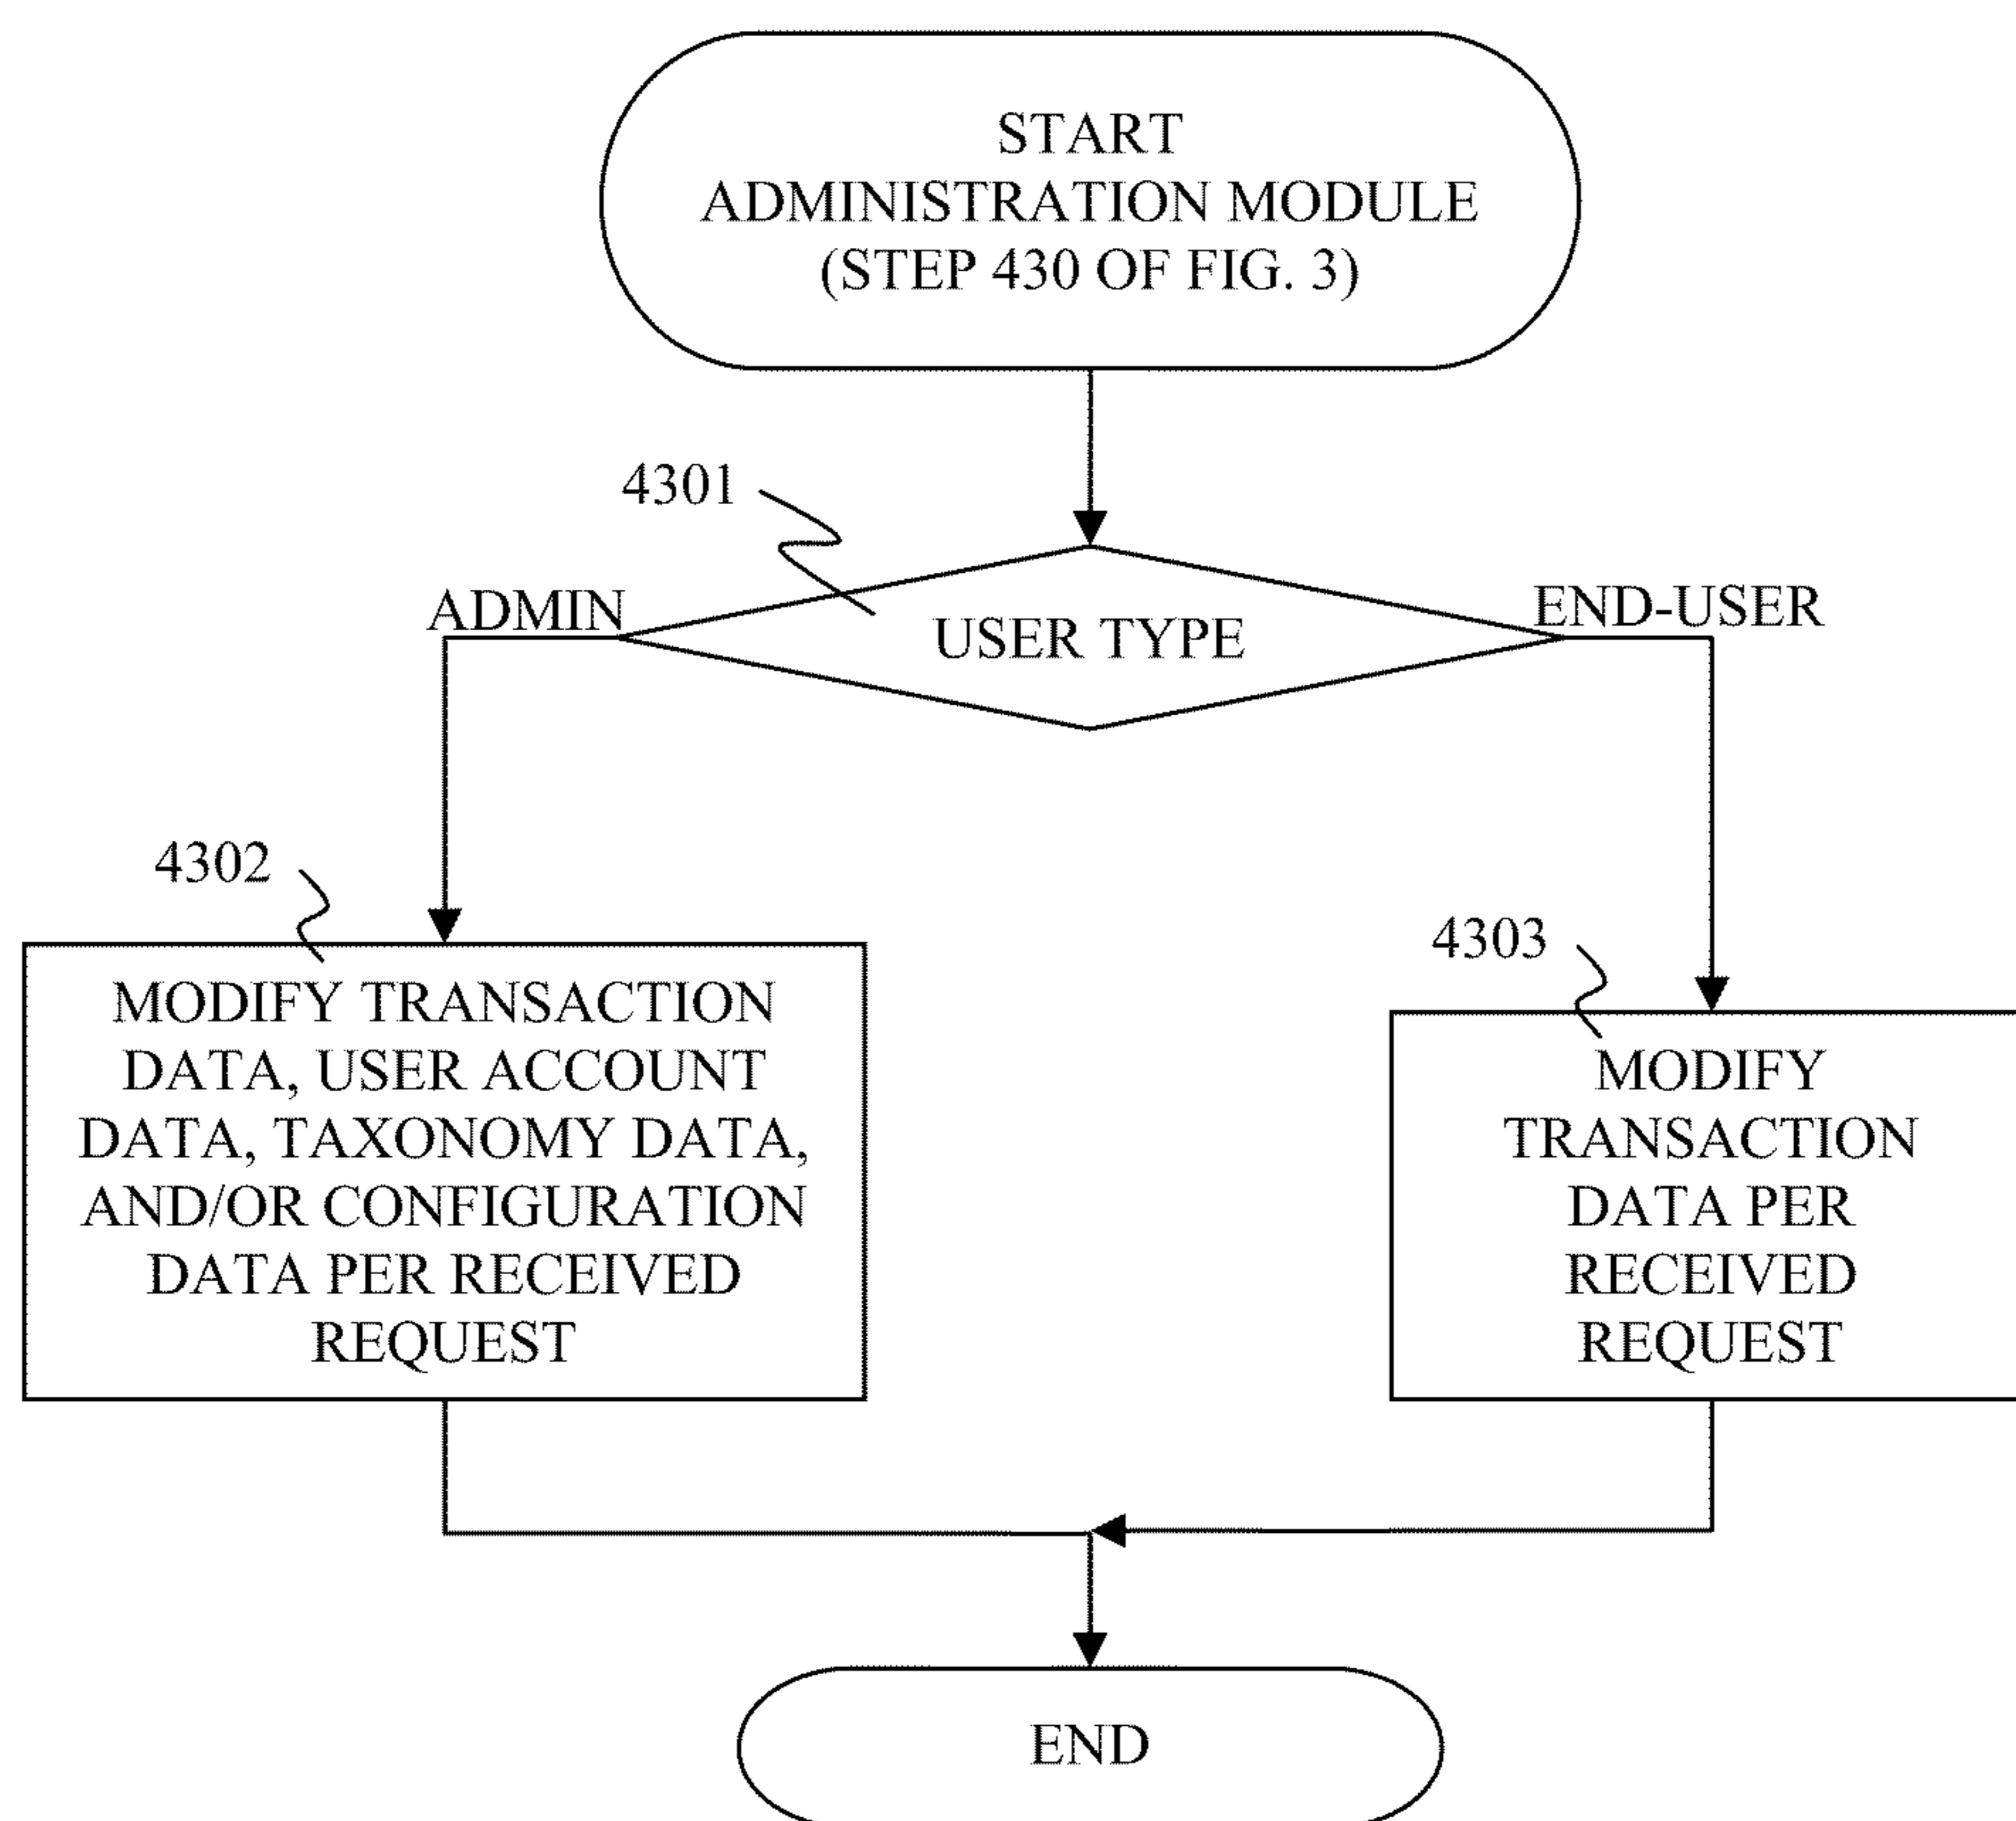 START
ADMINISTRATION MODULE
(STEP 430 OF FIG. 3)
4301
ADMIN
END-USER
USER TYPE
4302
MODIFY TRANSACTION
DATA, USER ACCOUNT
DATA, TAXONOMY DATA,
AND/OR CONFIGURATION
DATA PER RECEIVED
REQUEST
4303
MODIFY
TRANSACTION
DATA PER
RECEIVED
REQUEST
END